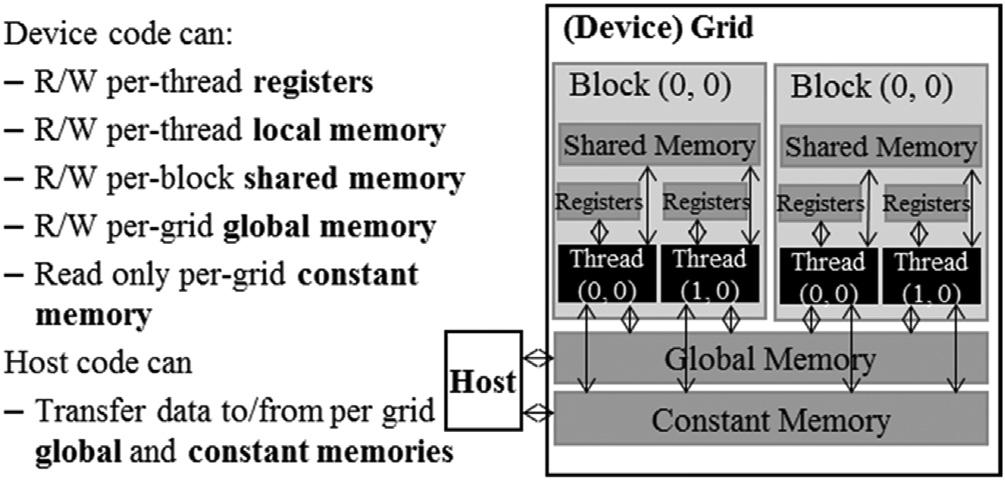 Device code can:
– R/W per-thread registers
– R/W per-thread local memory
– R/W per-block shared memory
– R/W per-grid global memory
– Read only per-grid constant
memory
Host code can
– Transfer data to/from per grid
global and constant memories
(Device) Grid
Block (0, 0)
Shared Memory
Registers
Registers
Thread
(0, 0)
Thread
(1, 0)
Block (0, 0)
Shared Memory
Registers
Registers
Thread
(0, 0)
Thread
(1, 0)
Host
Global Memory
Constant Memory